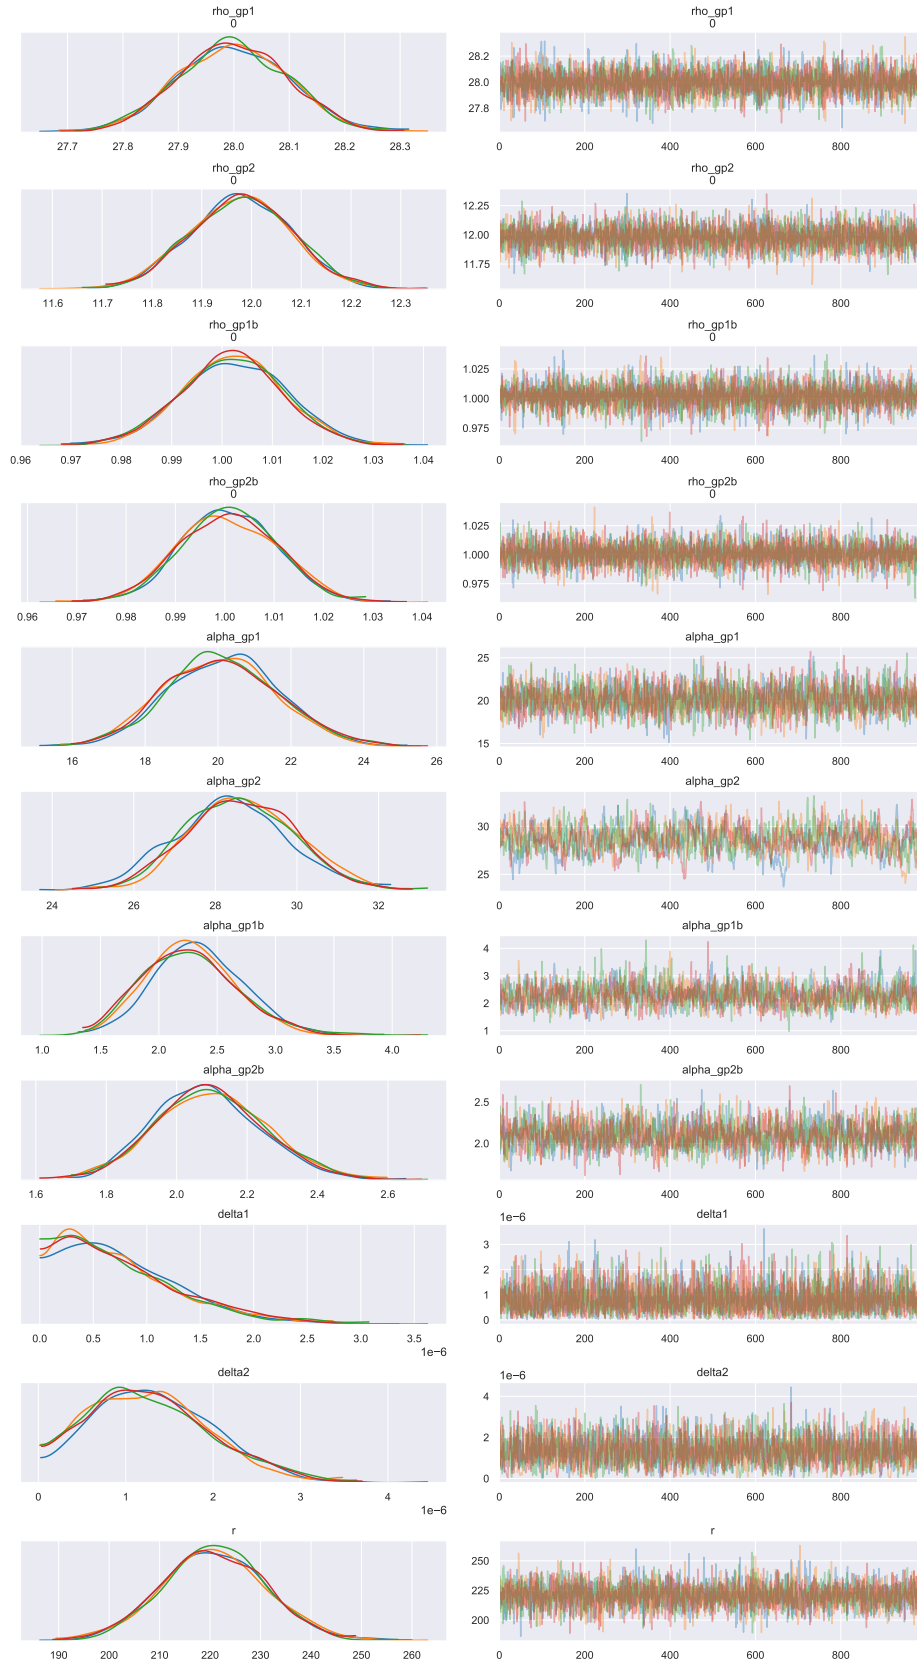 rho_gp1
0
27.7 27.8 27.9 28.0 28.1 28.2 28.3
rho_gp1
0
28.2
28.0
27.8
0 200 400 600 800
rho_gp2
0
11.6 11.7 11.8 11.9 12.0 12.1 12.2 12.3
rho_gp2
0
12.25
12.00
11.75
0 200 400 600 800
rho_gp1b
0
0.96 0.97 0.98 0.99 1.00 1.01 1.02 1.03 1.04
rho_gp1b
0
1.025
1.000
0.975
0 200 400 600 800
rho_gp2b
0
0.96 0.97 0.98 0.99 1.00 1.01 1.02 1.03 1.04
rho_gp2b
0
1.025
1.000
0.975
0 200 400 600 800
alpha_gp1
16 18 20 22 24 26
alpha_gp1
25
20
15
0 200 400 600 800
alpha_gp2
24 26 28 30 32
alpha_gp2
30
25
0 200 400 600 800
alpha_gp1b
1.0 1.5 2.0 2.5 3.0 3.5 4.0
alpha_gp1b
4
3
2
1
0 200 400 600 800
alpha_gp2b
1.6 1.8 2.0 2.2 2.4 2.6
alpha_gp2b
2.5
2.0
0 200 400 600 800
delta1
0.0 0.5 1.0 1.5 2.0 2.5 3.0 3.5
1e−6
delta1
1e−6
3
2
1
0
0 200 400 600 800
delta2
0 1 2 3 4
1e−6
delta2
1e−6
4
2
0
0 200 400 600 800
r
190 200 210 220 230 240 250 260
r
250
225
200
0 200 400 600 800